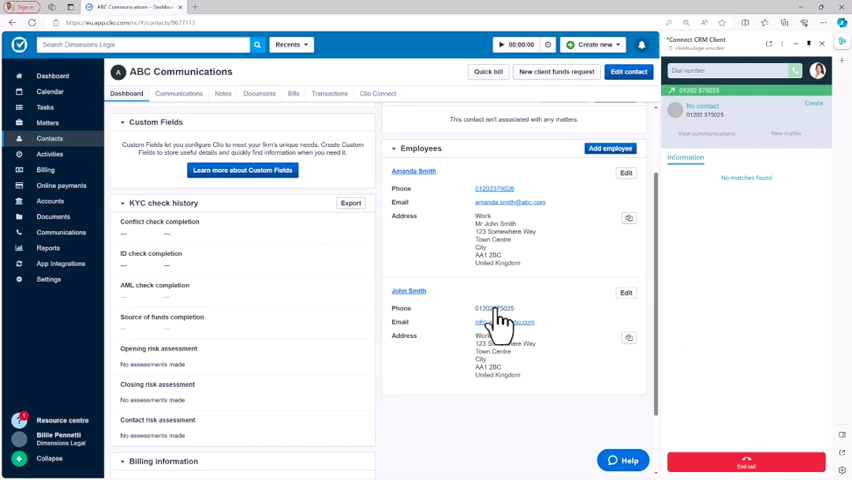 Sign in
ABC Communications – Dashbo
https://eu.app.clio.com/nc/#/contacts/9677113
Search Dimensions Legal
Recents
00:00:00
Create new
Dashboard
Calendar
Tasks
Matters
Contacts
Activities
Billing
Online payments
Accounts
Documents
Communications
Reports
App Integrations
Settings
1
Resource centre
Billie Pennetti
Dimensions Legal
Collapse
A
ABC Communications
Quick bill
New client funds request
Edit contact
Dashboard
Communications
Notes
Documents
Bills
Transactions
Clio Connect
Custom Fields
Custom Fields let you configure Clio to meet your firm's unique needs. Create Custom
Fields to store useful details and quickly find information when you need it.
Learn more about Custom Fields
KYC check history
Export
Conflict check completion
— —
ID check completion
— —
AML check completion
— —
Source of funds completion
— —
Opening risk assessment
No assessments made
Closing risk assessment
No assessments made
Contact risk assessment
No assessments made
Billing information
This contact isn't associated with any matters.
Employees
Add employee
Amanda Smith
Edit
Phone
01202375026
Email
amanda.smith@abc.com
Address
Work
Mr John Smith
123 Somewhere Way
Town Centre
City
AA1 2BC
United Kingdom
John Smith
Edit
Phone
01202375025
Email
Address
Work
123 Somewhere Way
Town Centre
City
AA1 2BC
United Kingdom
Help
*Connect CRM Client
Dial number
01202 375025
No contact
01202 375025
Create
View communications
New matter
Information
No matches found
End call